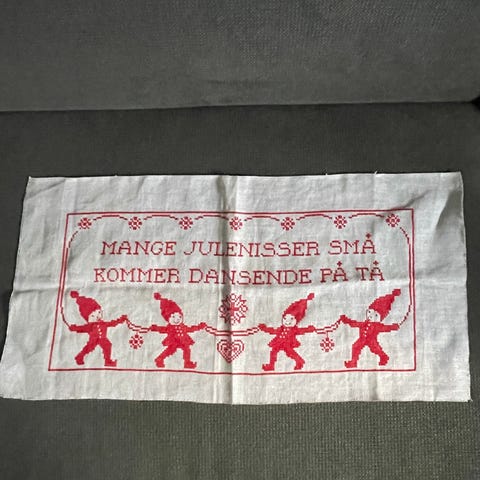 MANGE JULENISSER SMÅ
KOMMER DANSENDE PÅ TÅ